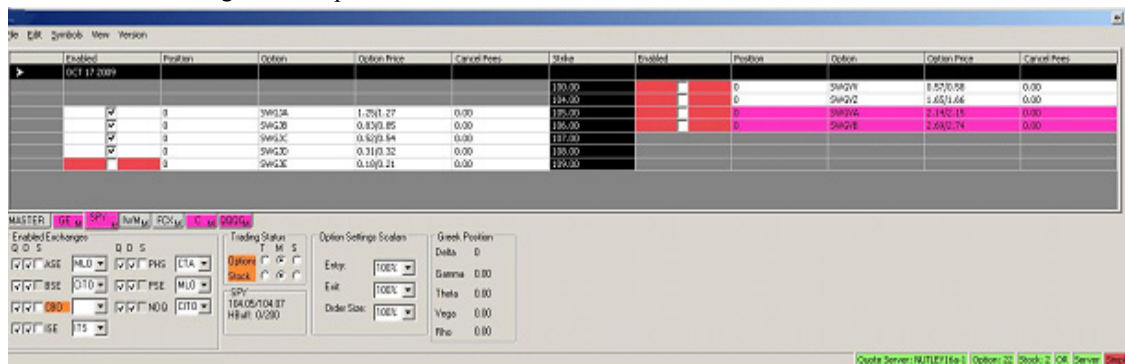 Edit Symbols View Version
Enabled Position Option Option Price Cancel Fees Strike Enabled Position Option Option Price Cancel Fees
OCT 17 2009
100.00 0 SWGVV 0.57/0.58 0.00
104.00 0 SWGVZ 1.65/1.66 0.00
0 SWGJA 1.25/1.27 0.00 105.00 0 SWGVA 2.14/2.15 0.00
0 SWGJB 0.83/0.85 0.00 106.00 0 SWGVB 2.69/2.74 0.00
0 SWGJC 0.52/0.54 0.00 107.00
0 SWGJD 0.31/0.32 0.00 108.00
0 SWGJE 0.10/0.21 0.00 109.00
MASTER GE M SPY M IWM M FCX M C M QQQQ M
Enabled Exchanges Trading Status Option Settings Scalars Greek Position
Q O S Q O S T M S Delta 0
ASE MLO PHS CTA Options Entry: 100% Gamma 0.00
BSE CITO PSE MLO Stock Exit: 100% Theta 0.00
CBO NDQ CITO SPY 104.05/104.07 Order Size: 100% Vega 0.00
ISE ITS HBuff: 0/200 Rho 0.00
Quote Server: NUTLEY16a-1 Option: 22 Stock: 2 OR Server